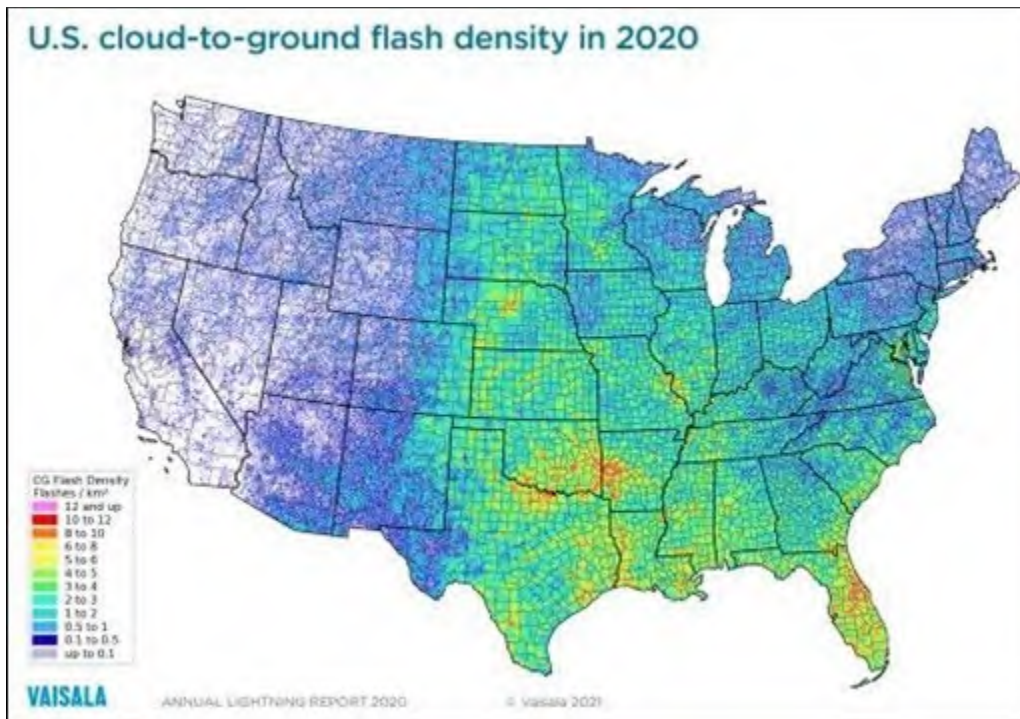 U.S. cloud-to-ground flash density in 2020
CG Flash Density
Flashes / km²
12 and up
10 to 12
8 to 10
6 to 8
5 to 6
4 to 5
3 to 4
2 to 3
1 to 2
0.5 to 1
0.1 to 0.5
up to 0.1
VAISALA
ANNUAL LIGHTNING REPORT 2020
© Vaisala 2021